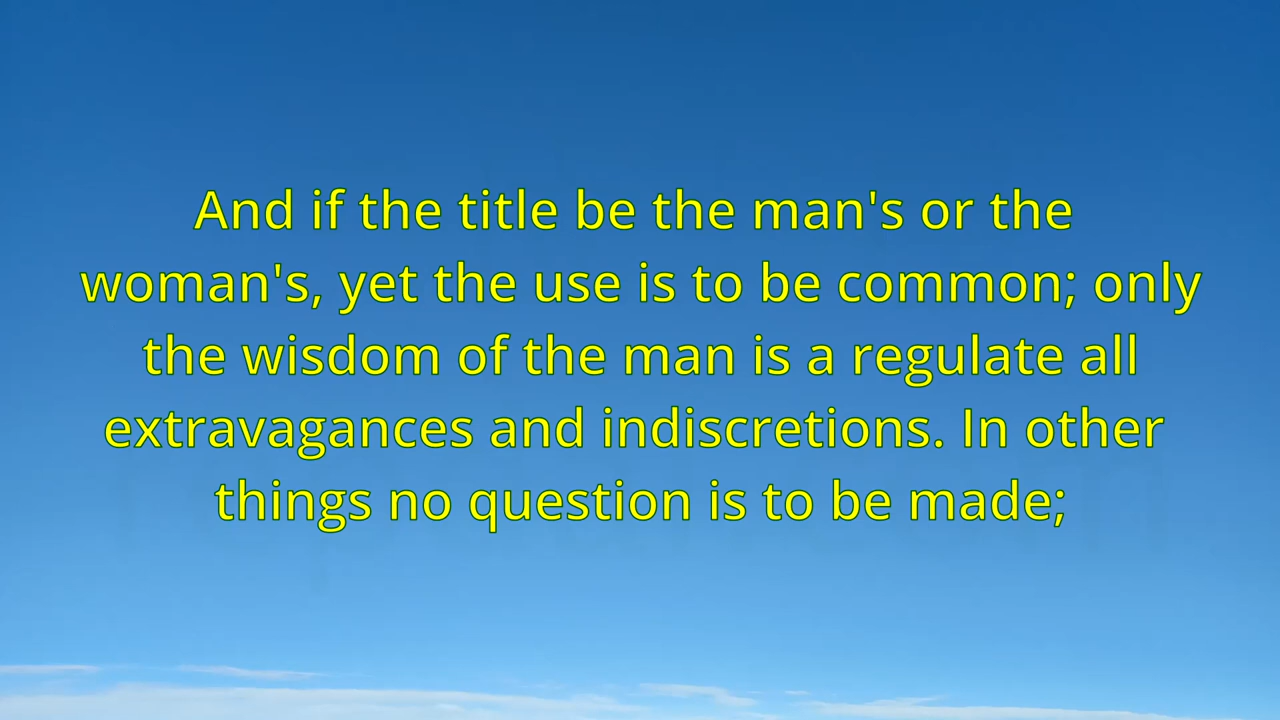 And if the title be the man's or the
woman's, yet the use is to be common; only
the wisdom of the man is a regulate all
extravagances and indiscretions. In other
things no question is to be made;